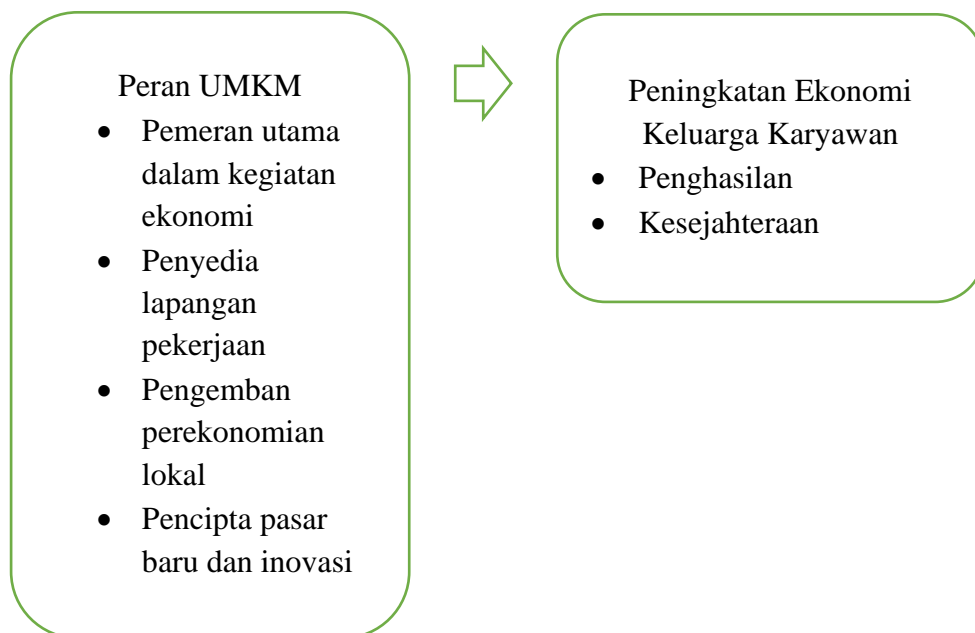 Peran UMKM
• Pemeran utama
dalam kegiatan
ekonomi
• Penyedia
lapangan
pekerjaan
• Pengemban
perekonomian
lokal
• Pencipta pasar
baru dan inovasi
Peningkatan Ekonomi
Keluarga Karyawan
• Penghasilan
• Kesejahteraan